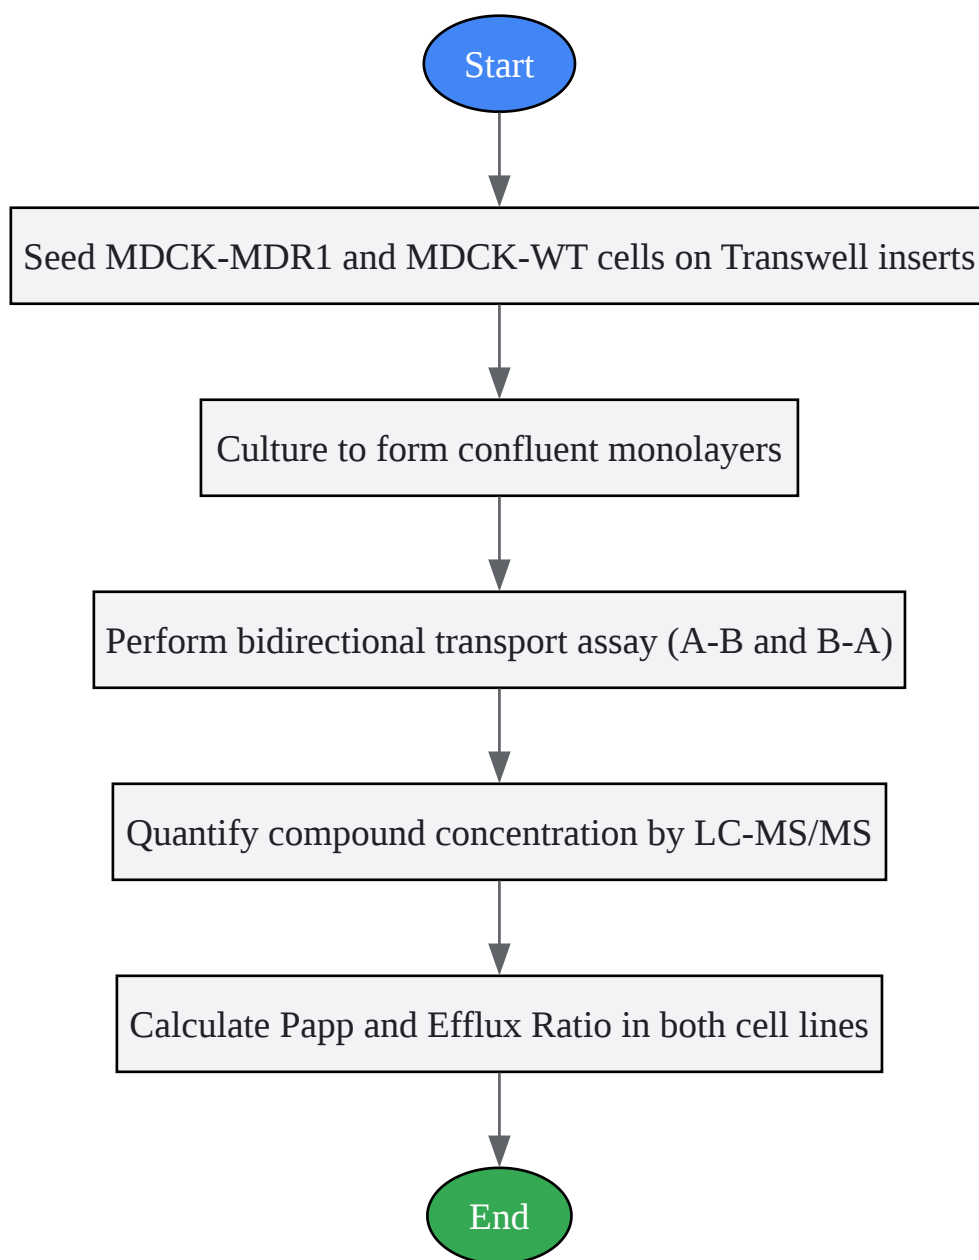 Start
Seed MDCK-MDR1 and MDCK-WT cells on Transwell inserts
Culture to form confluent monolayers
Perform bidirectional transport assay (A-B and B-A)
Quantify compound concentration by LC-MS/MS
Calculate Papp and Efflux Ratio in both cell lines
End